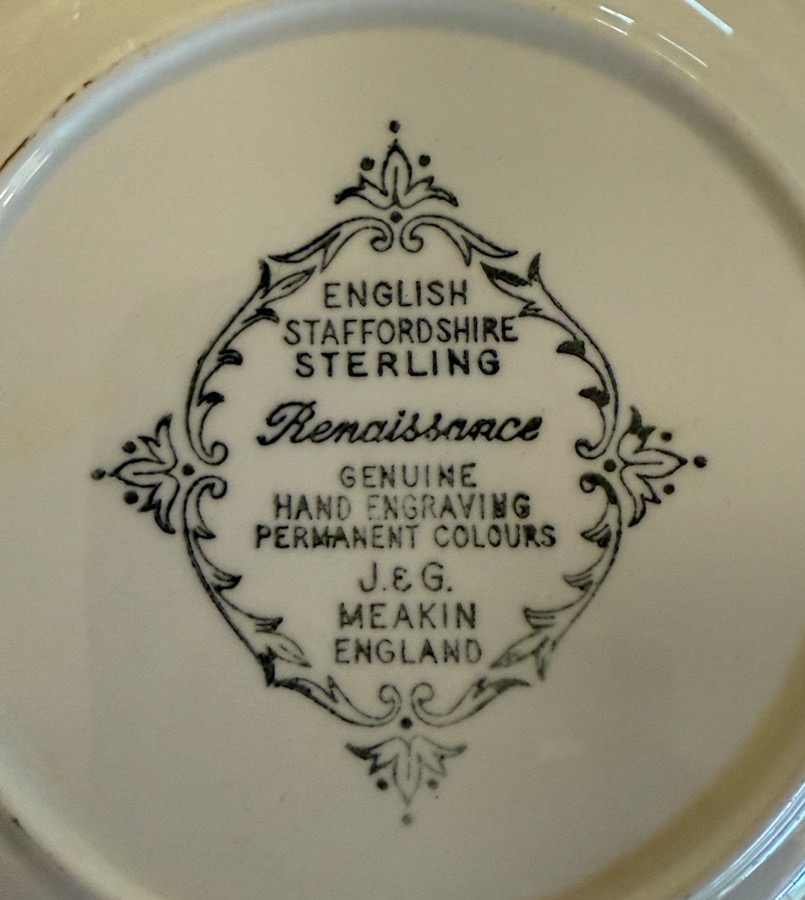 ENGLISH
STAFFORDSHIRE
STERLING
Renaissance
GENUINE
HAND ENGRAVING
PERMANENT COLOURS
J. & G.
MEAKIN
ENGLAND